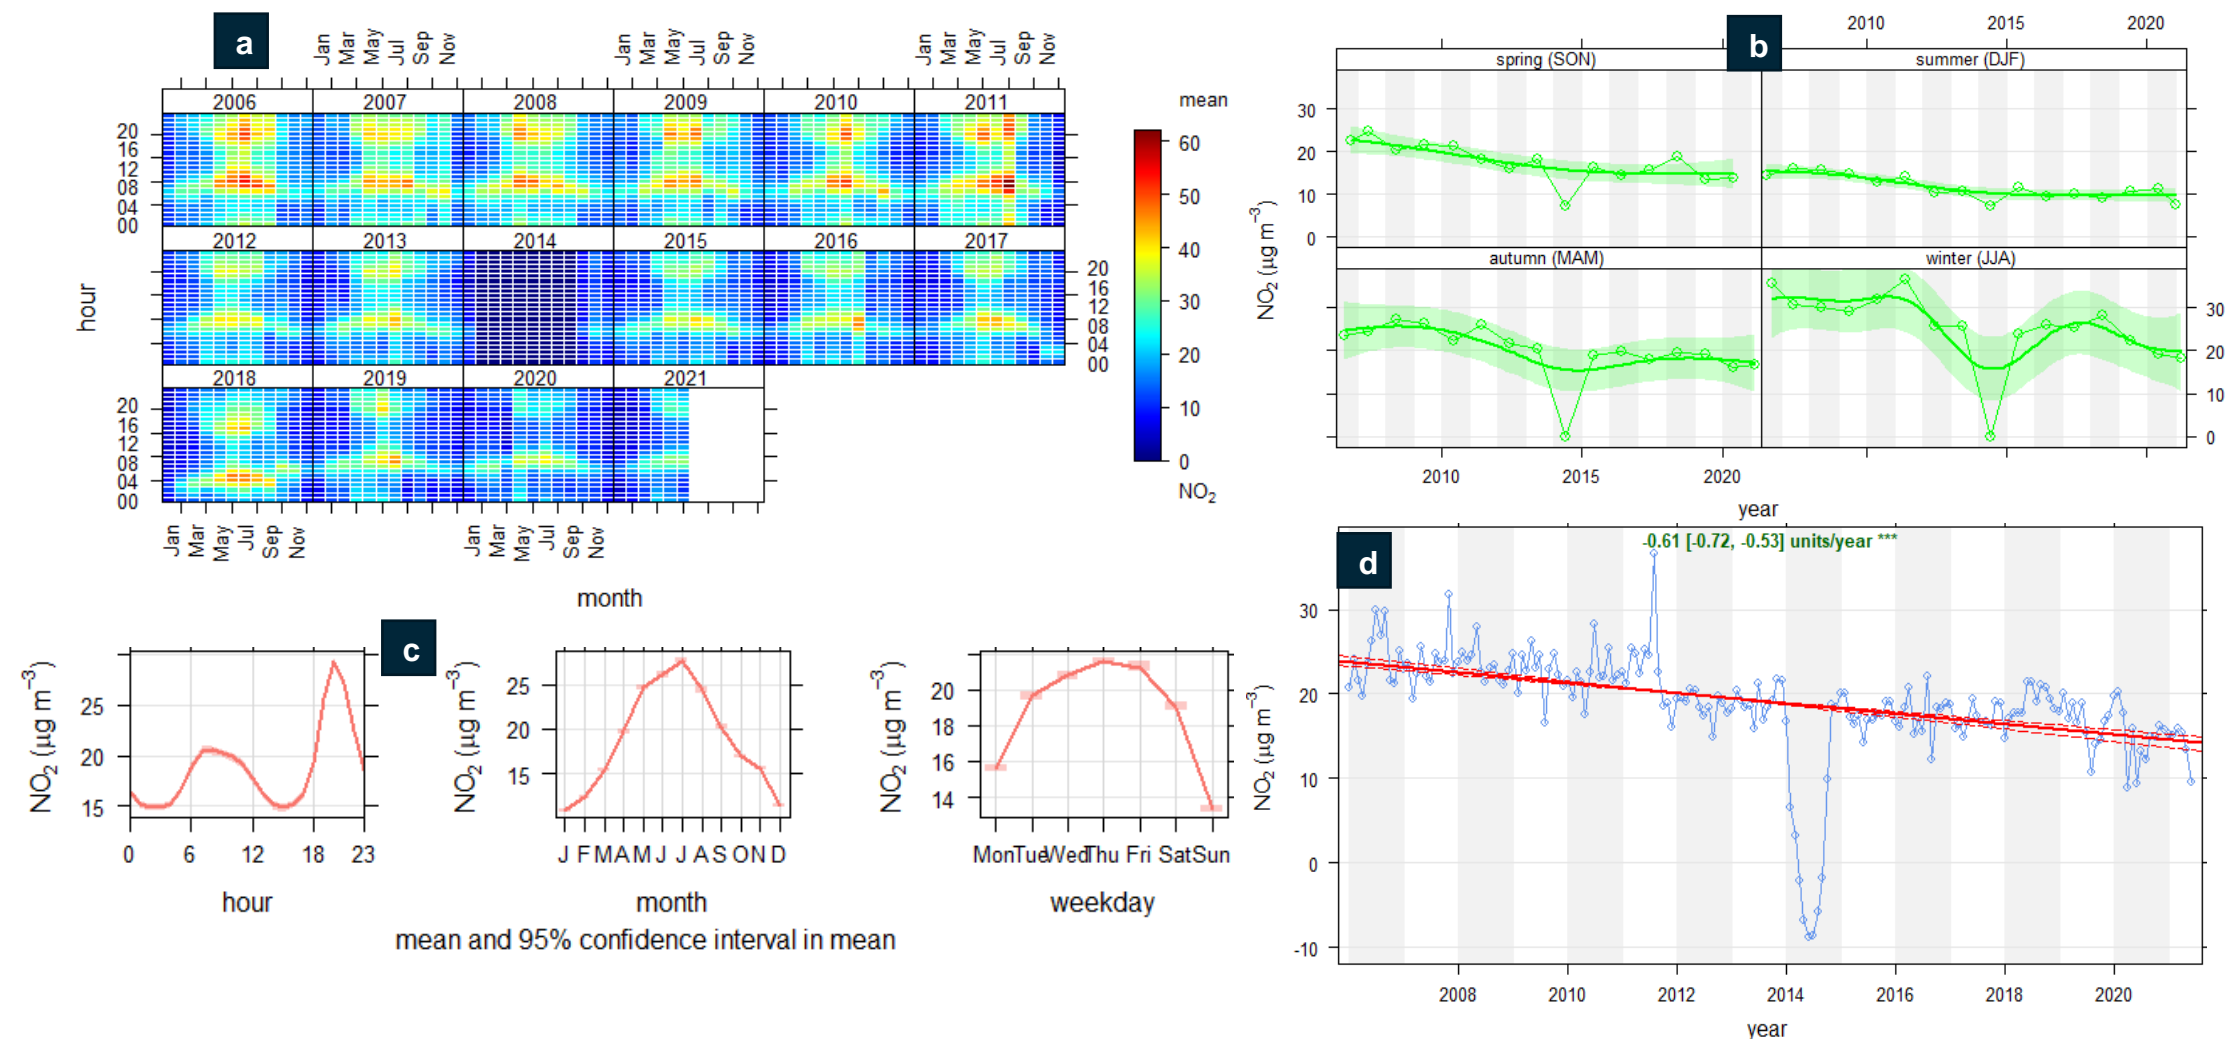 a
Jan Mar May Jul Sep Nov Jan Mar May Jul Sep Nov Jan Mar May Jul Sep Nov
2006 2007 2008 2009 2010 2011
20
16
12
08
04
00
2012 2013 2014 2015 2016 2017
20
16
12
08
04
00
2018 2019 2020 2021
20
16
12
08
04
00
Jan Mar May Jul Sep Nov Jan Mar May Jul Sep Nov
hour
month
mean
60
50
40
30
20
10
0
NO₂
b
2010 2015 2020
spring (SON) summer (DJF)
30
20
10
0
autumn (MAM) winter (JJA)
30
20
10
0
NO₂ (µg m⁻³)
2010 2015 2020
year
c
NO₂ (µg m⁻³)
25
20
15
0 6 12 18 23
hour
NO₂ (µg m⁻³)
25
20
15
J F M A M J J A S O N D
month
NO₂ (µg m⁻³)
20
18
16
14
Mon Tue Wed Thu Fri Sat Sun
weekday
mean and 95% confidence interval in mean
d
-0.61 [-0.72, -0.53] units/year ***
NO₂ (µg m⁻³)
30
20
10
0
-10
2008 2010 2012 2014 2016 2018 2020
year